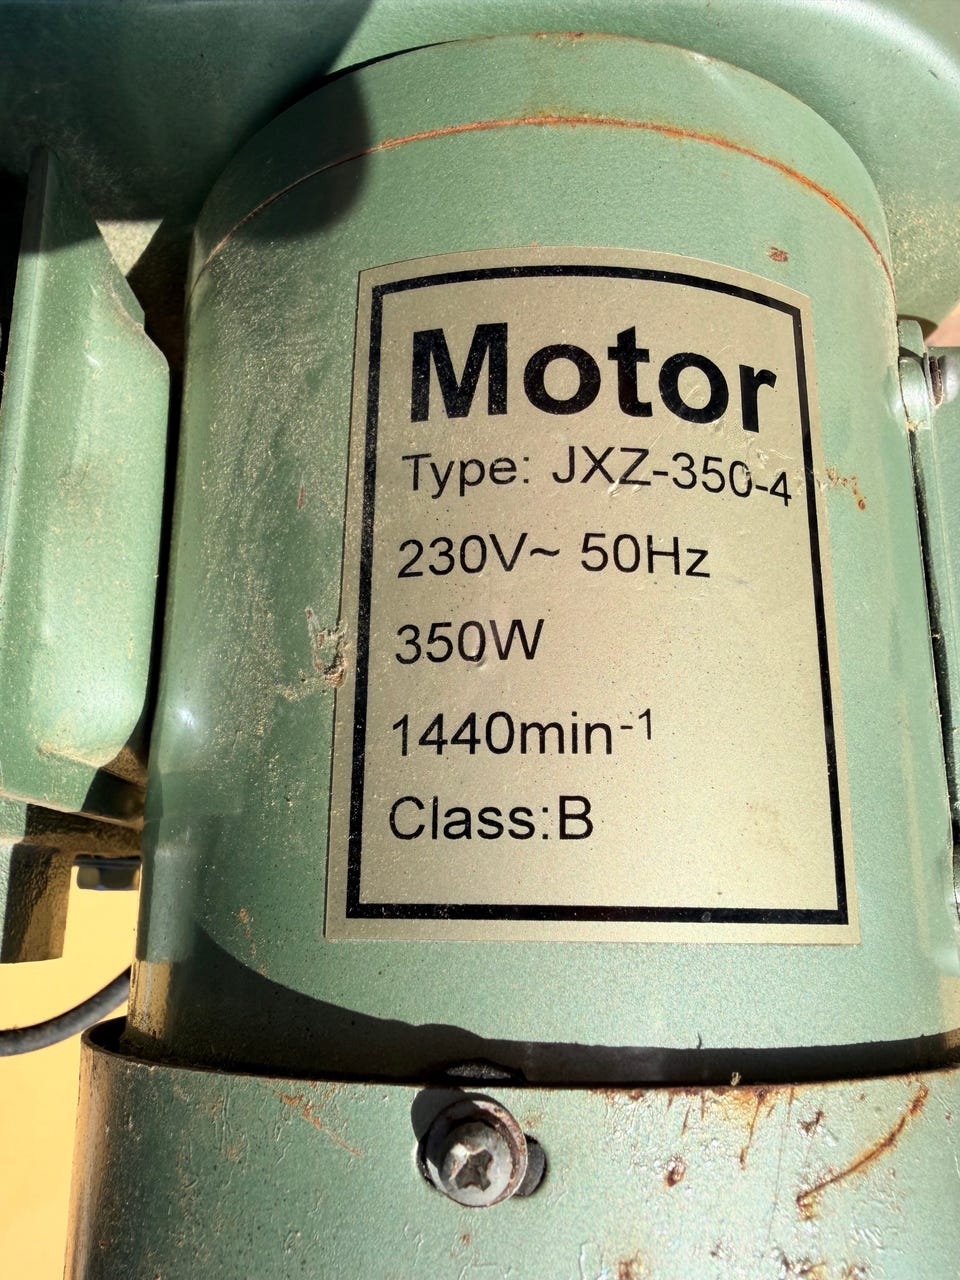 Motor
Type: JXZ-350-4
230V~ 50Hz
350W
1440min⁻¹
Class:B